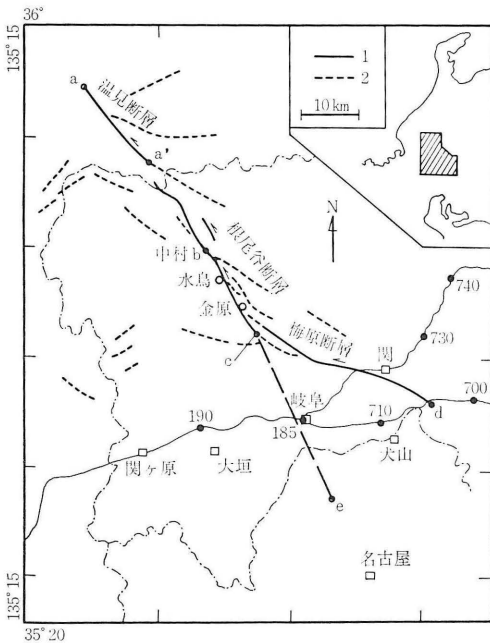 36°
135°15
1
2
10km
a
温見断層
a'
N
根尾谷断層
中村b
水鳥
金原
740
梅原断層
730
c
関
700
岐阜
d
190
185
710
関ヶ原
大垣
犬山
e
名古屋
135°15
35°20